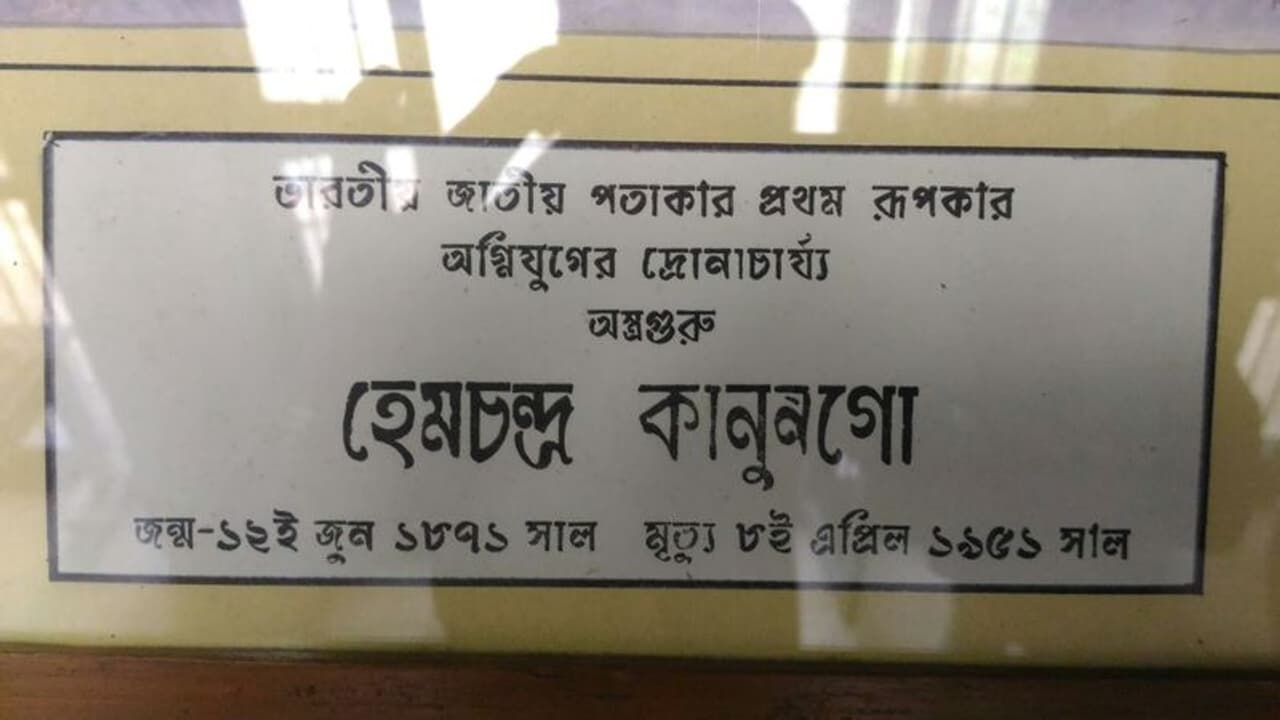 ভারতীয় জাতীয় পতাকার প্রথম রূপকার
অগ্নিযুগের দ্রোনাচার্য্য
অস্ত্রগুরু
হেমচন্দ্র কানুনগো
জন্ম-১২ই জুন ১৮৭১ সাল মৃত্যু ৮ই এপ্রিল ১৯৫১ সাল